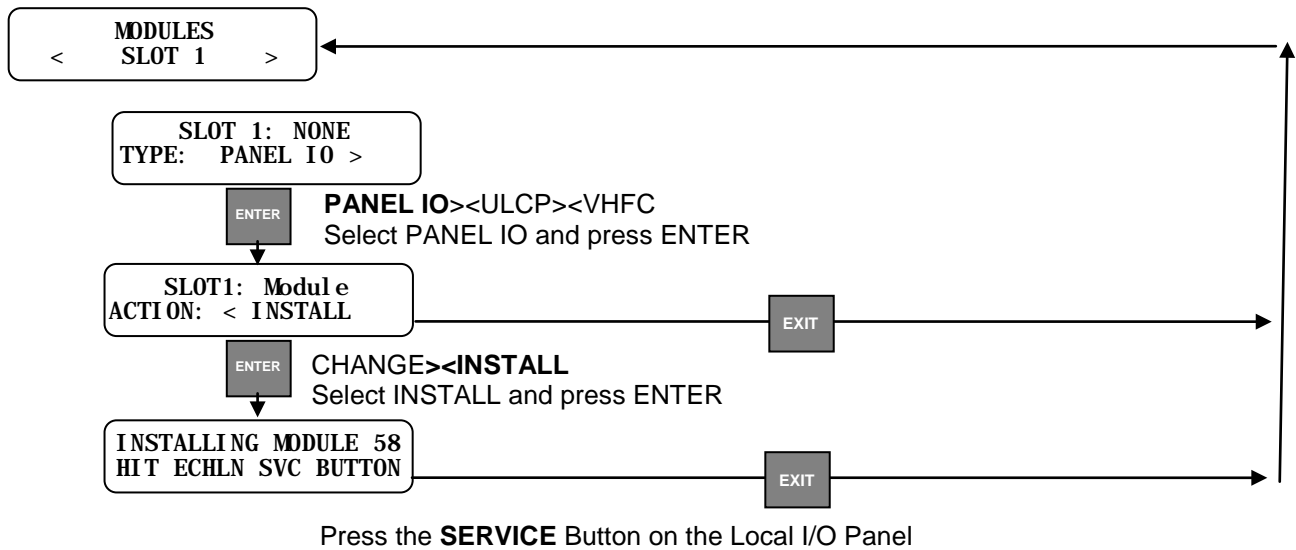 MODULES
< SLOT 1 >
SLOT 1: NONE
TYPE: PANEL IO >
ENTER
PANEL IO><ULCP><VHFC
Select PANEL IO and press ENTER
SLOT1: Module
ACTION: < INSTALL
EXIT
ENTER
CHANGE><INSTALL
Select INSTALL and press ENTER
INSTALLING MODULE 58
HIT ECHLN SVC BUTTON
EXIT
Press the SERVICE Button on the Local I/O Panel